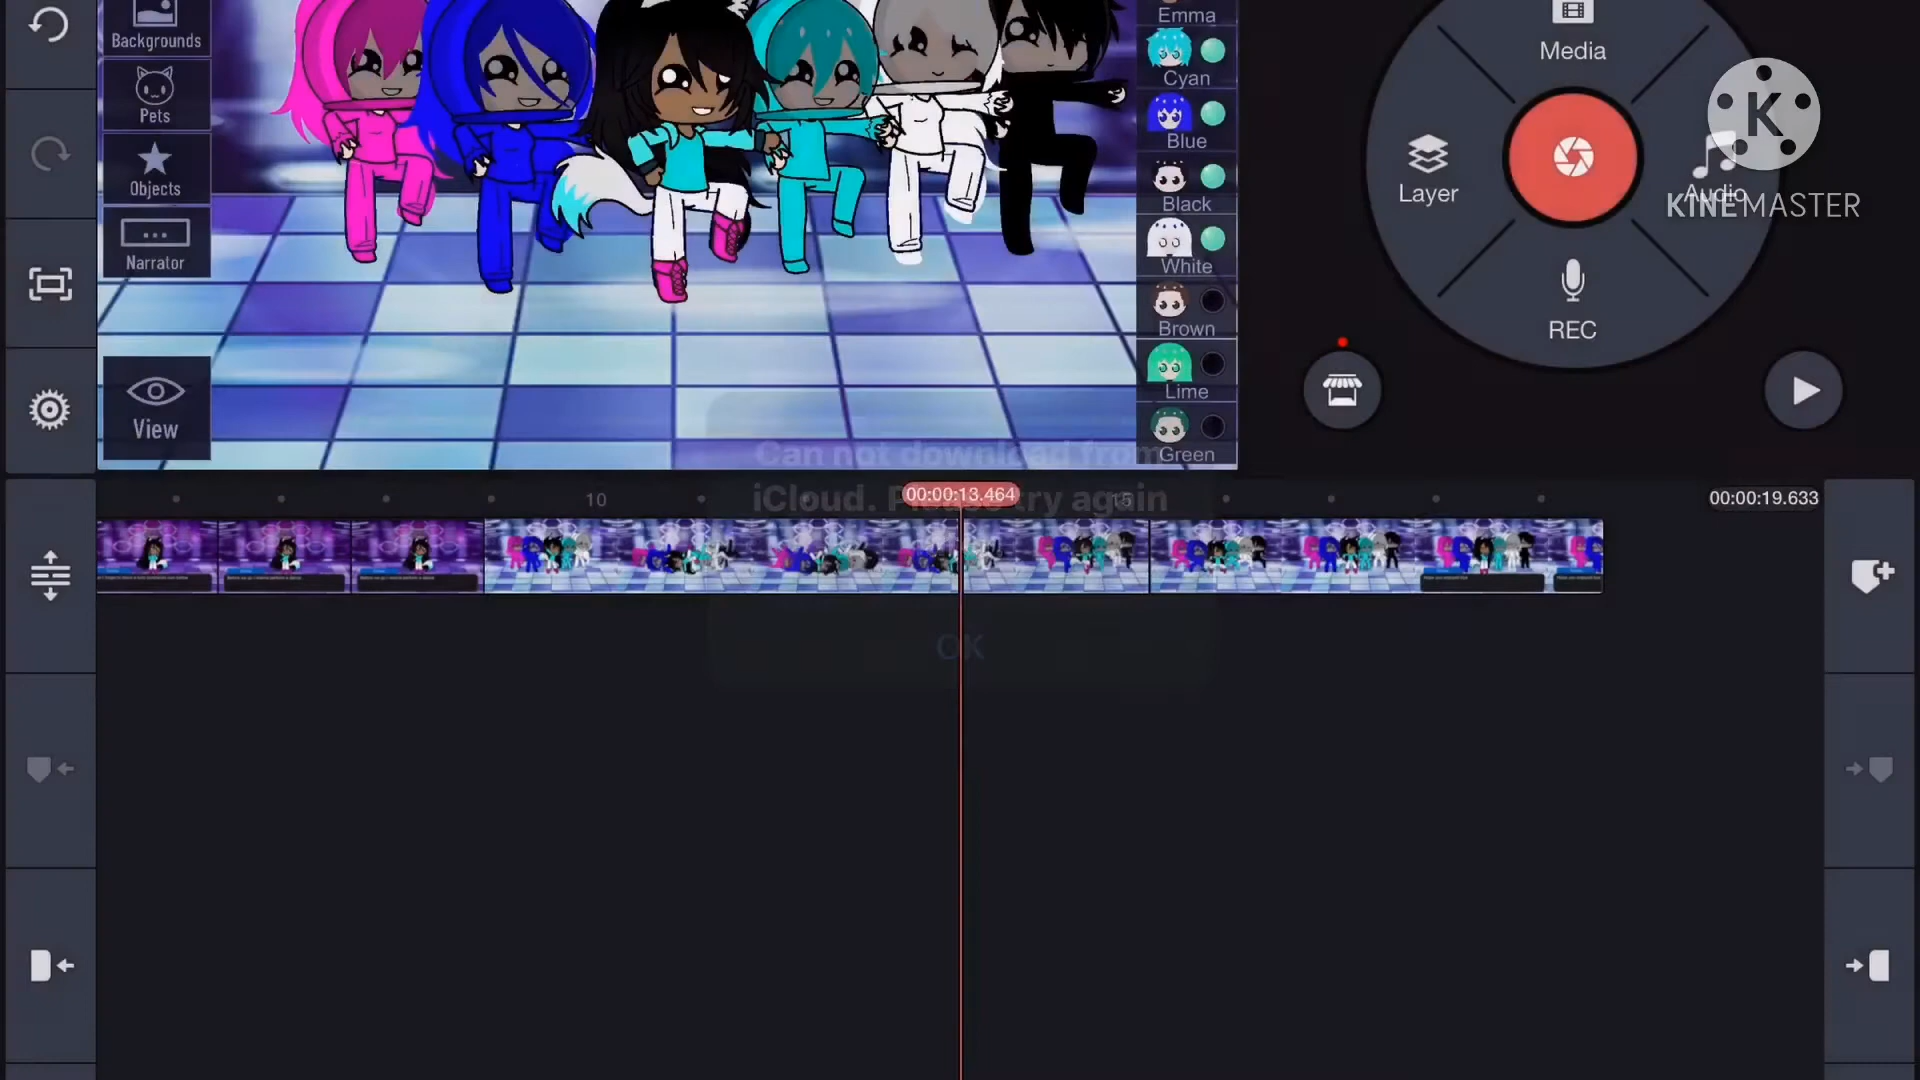 Backgrounds
Pets
Objects
Narrator
View
Emma
Cyan
Blue
Black
White
Brown
Lime
Green
Media
Layer
Audio
REC
K
KINEMASTER
Can not download from
iCloud. Please try again
OK
10
00:00:13.464
15
00:00:19.633